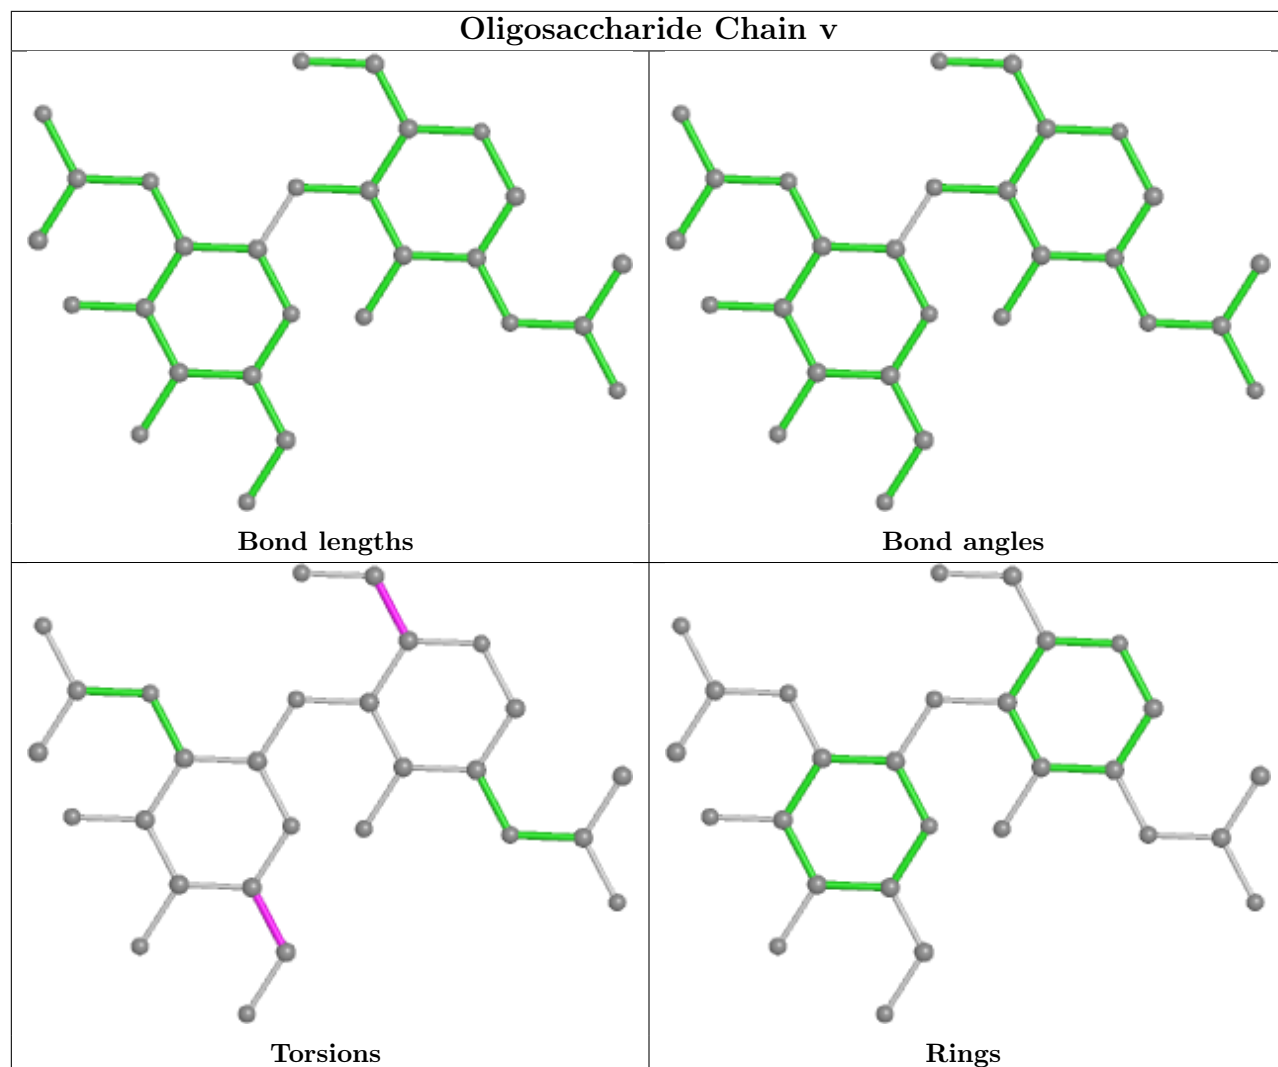 Oligosaccharide Chain v
Bond lengths
Bond angles
Torsions
Rings